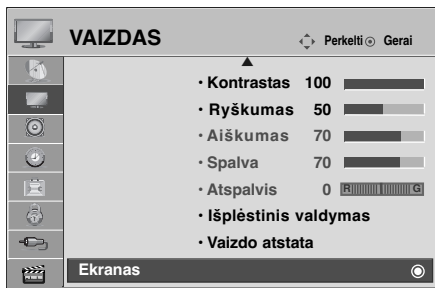 VAIZDAS
Perkelti Gerai
• Kontrastas 100
• Ryškumas 50
• Aiškumas 70
• Spalva 70
• Atspalvis 0 R G
• Išplėstinis valdymas
• Vaizdo atstata
Ekranas